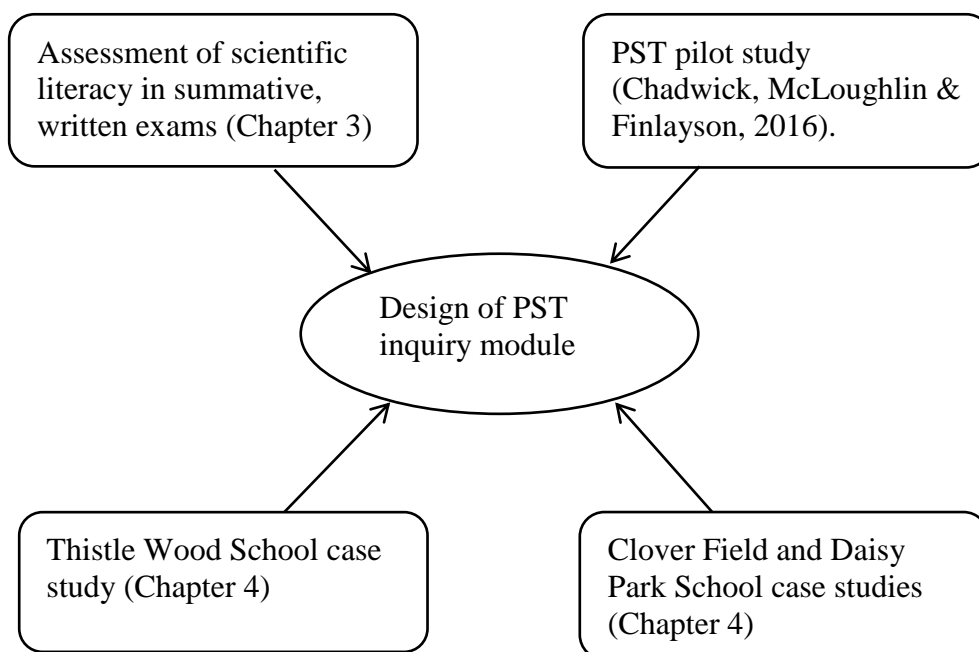 Assessment of scientific
literacy in summative,
written exams (Chapter 3)
PST pilot study
(Chadwick, McLoughlin &
Finlayson, 2016).
Design of PST
inquiry module
Thistle Wood School case
study (Chapter 4)
Clover Field and Daisy
Park School case studies
(Chapter 4)